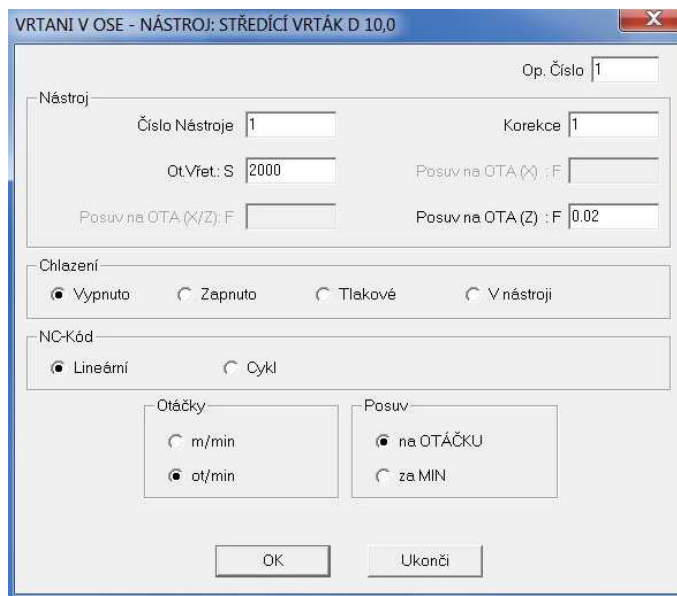 VRTANI V OSE - NÁSTROJ: STŘEDÍCÍ VRTÁK D 10,0
Op. Číslo 1
Nástroj
Číslo Nástroje 1 Korekce 1
Ot.Vřet.: S 2000 Posuv na OTA (X) : F
Posuv na OTA (X/Z): F Posuv na OTA (Z) : F 0.02
Chlazení
Vypnuto Zapnuto Tlakové V nástroji
NC-Kód
Lineární Cykl
Otáčky Posuv
m/min na OTÁČKU
ot/min za MIN
OK Ukonči